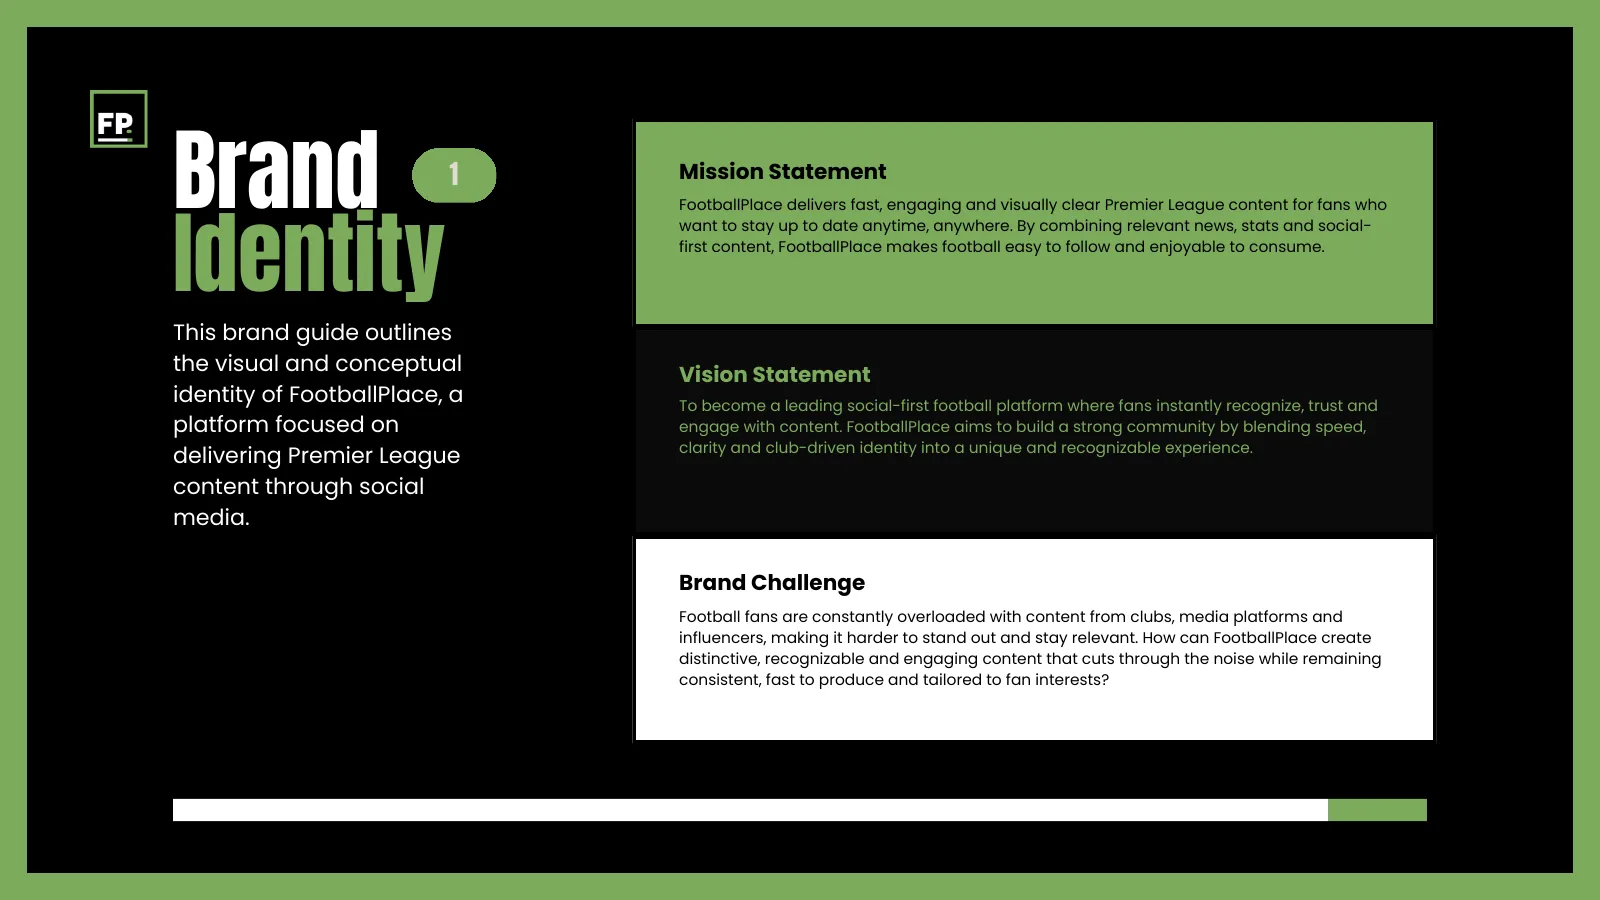 FP.
Brand
1
Identity
This brand guide outlines
the visual and conceptual
identity of FootballPlace, a
platform focused on
delivering Premier League
content through social
media.
Mission Statement
FootballPlace delivers fast, engaging and visually clear Premier League content for fans who
want to stay up to date anytime, anywhere. By combining relevant news, stats and social-
first content, FootballPlace makes football easy to follow and enjoyable to consume.
Vision Statement
To become a leading social-first football platform where fans instantly recognize, trust and
engage with content. FootballPlace aims to build a strong community by blending speed,
clarity and club-driven identity into a unique and recognizable experience.
Brand Challenge
Football fans are constantly overloaded with content from clubs, media platforms and
influencers, making it harder to stand out and stay relevant. How can FootballPlace create
distinctive, recognizable and engaging content that cuts through the noise while remaining
consistent, fast to produce and tailored to fan interests?